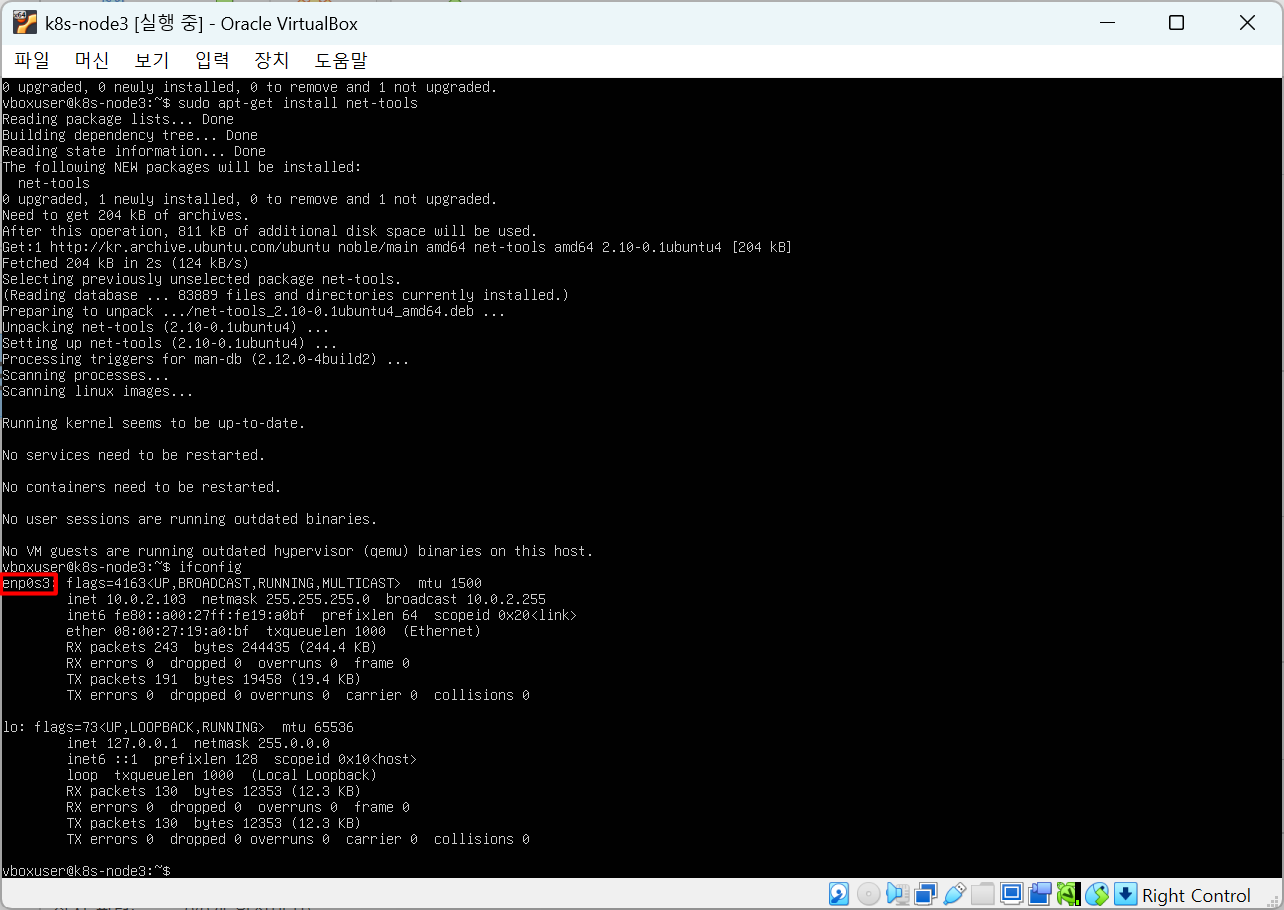 k8s-node3 [실행 중] - Oracle VirtualBox
파일 머신 보기 입력 장치 도움말
0 upgraded, 0 newly installed, 0 to remove and 1 not upgraded.
vboxuser@k8s-node3:~$ sudo apt-get install net-tools
Reading package lists... Done
Building dependency tree... Done
Reading state information... Done
The following NEW packages will be installed:
  net-tools
0 upgraded, 1 newly installed, 0 to remove and 1 not upgraded.
Need to get 204 kB of archives.
After this operation, 811 kB of additional disk space will be used.
Get:1 http://kr.archive.ubuntu.com/ubuntu noble/main amd64 net-tools amd64 2.10-0.1ubuntu4 [204 kB]
Fetched 204 kB in 2s (124 kB/s)
Selecting previously unselected package net-tools.
(Reading database ... 83889 files and directories currently installed.)
Preparing to unpack .../net-tools_2.10-0.1ubuntu4_amd64.deb ...
Unpacking net-tools (2.10-0.1ubuntu4) ...
Setting up net-tools (2.10-0.1ubuntu4) ...
Processing triggers for man-db (2.12.0-4build2) ...
Scanning processes...
Scanning linux images...
Running kernel seems to be up-to-date.
No services need to be restarted.
No containers need to be restarted.
No user sessions are running outdated binaries.
No VM guests are running outdated hypervisor (qemu) binaries on this host.
vboxuser@k8s-node3:~$ ifconfig
enp0s3: flags=4163<UP,BROADCAST,RUNNING,MULTICAST>  mtu 1500
        inet 10.0.2.103  netmask 255.255.255.0  broadcast 10.0.2.255
        inet6 fe80::a00:27ff:fe19:a0bf  prefixlen 64  scopeid 0x20<link>
        ether 08:00:27:19:a0:bf  txqueuelen 1000  (Ethernet)
        RX packets 243  bytes 244435 (244.4 KB)
        RX errors 0  dropped 0  overruns 0  frame 0
        TX packets 191  bytes 19458 (19.4 KB)
        TX errors 0  dropped 0 overruns 0  carrier 0  collisions 0
lo: flags=73<UP,LOOPBACK,RUNNING>  mtu 65536
        inet 127.0.0.1  netmask 255.0.0.0
        inet6 ::1  prefixlen 128  scopeid 0x10<host>
        loop  txqueuelen 1000  (Local Loopback)
        RX packets 130  bytes 12353 (12.3 KB)
        RX errors 0  dropped 0  overruns 0  frame 0
        TX packets 130  bytes 12353 (12.3 KB)
        TX errors 0  dropped 0 overruns 0  carrier 0  collisions 0
vboxuser@k8s-node3:~$
Right Control